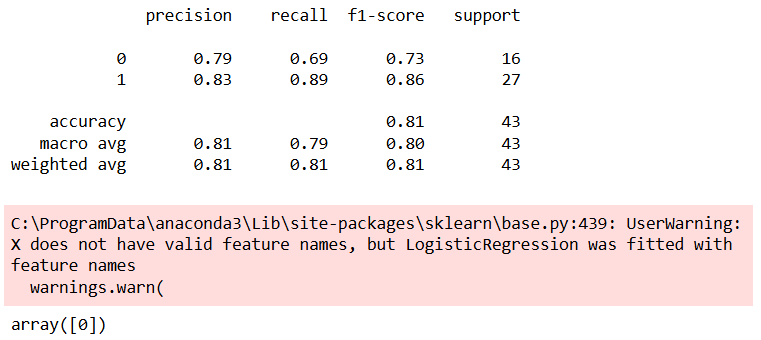 precision recall f1-score support
0 0.79 0.69 0.73 16
1 0.83 0.89 0.86 27
accuracy 0.81 43
macro avg 0.81 0.79 0.80 43
weighted avg 0.81 0.81 0.81 43
C:\ProgramData\anaconda3\Lib\site-packages\sklearn\base.py:439: UserWarning:
X does not have valid feature names, but LogisticRegression was fitted with
feature names
warnings.warn(
array([0])